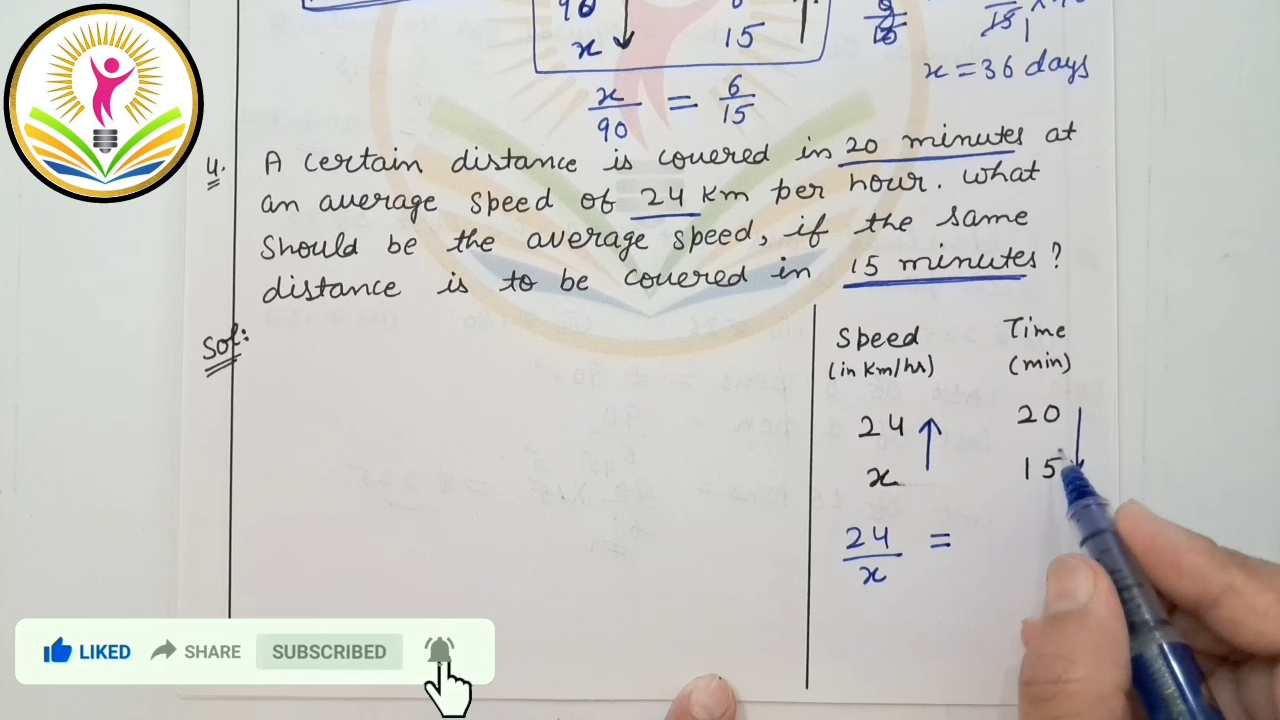 90
x 15
x/90 = 6/15
x = 36 days
4. A certain distance is covered in 20 minutes at
an average speed of 24 Km per hour. What
should be the average speed, if the same
distance is to be covered in 15 minutes?
Sol:
Speed Time
(in Km/hr) (min)
24 20
x 15
24/x =
LIKED SHARE SUBSCRIBED